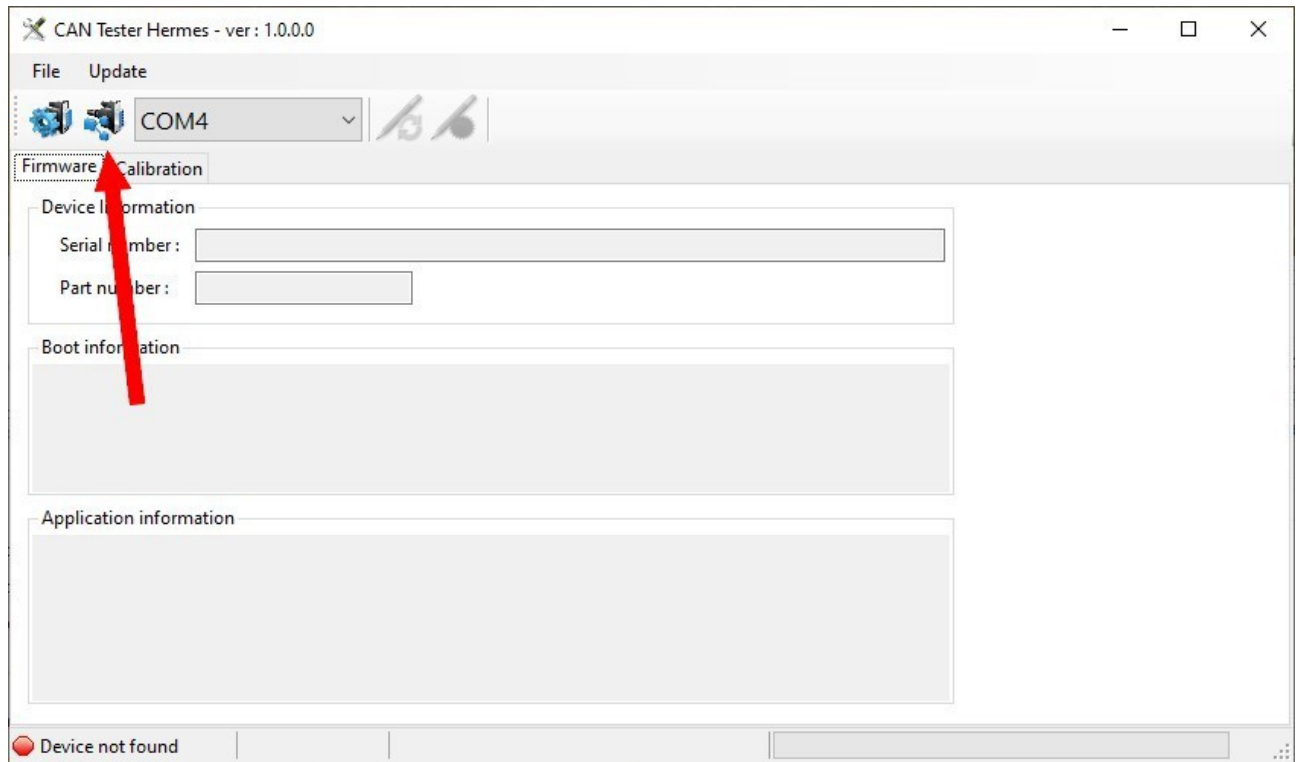 CAN Tester Hermes - ver : 1.0.0.0
File Update
COM4
Firmware Calibration
Device Information
Serial number :
Part number :
Boot information
Application information
Device not found